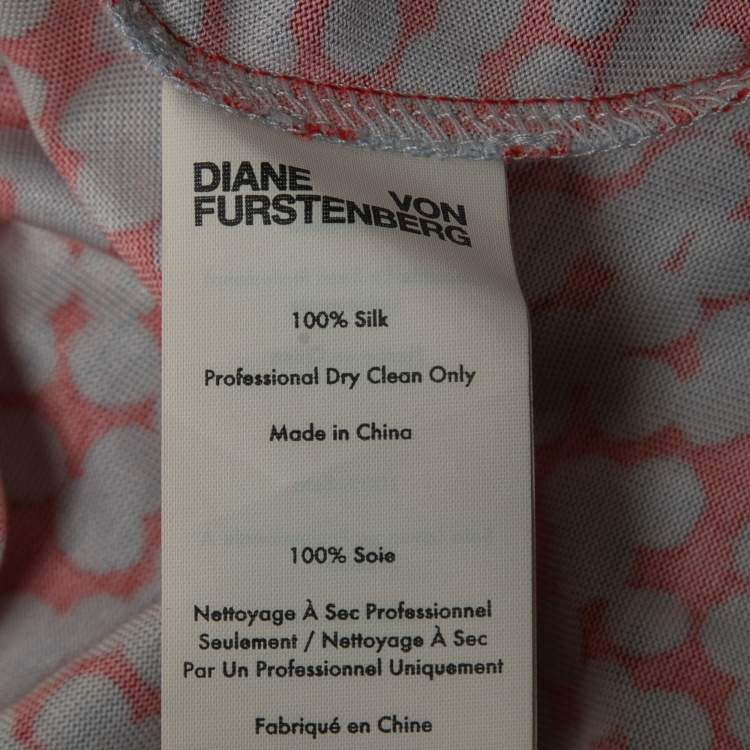 DIANE VON
FURSTENBERG
100% Silk
Professional Dry Clean Only
Made in China
100% Soie
Nettoyage À Sec Professionnel
Seulement / Nettoyage À Sec
Par Un Professionnel Uniquement
Fabriqué en Chine